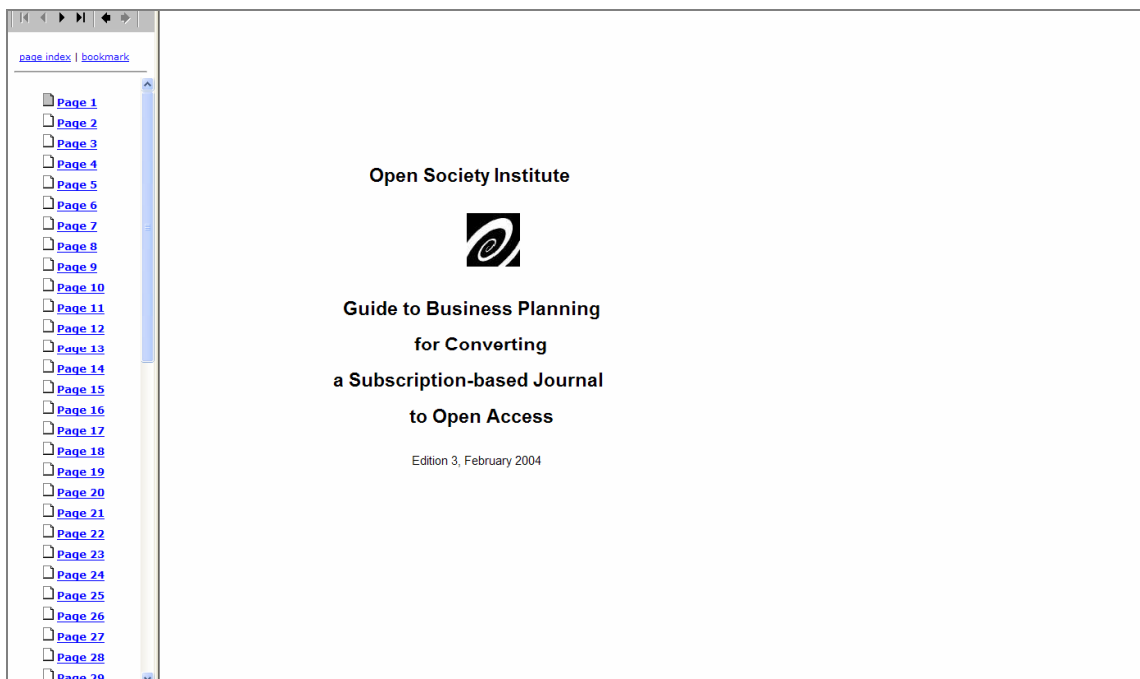 page index | bookmark
Page 1
Page 2
Page 3
Page 4
Page 5
Page 6
Page 7
Page 8
Page 9
Page 10
Page 11
Page 12
Page 13
Page 14
Page 15
Page 16
Page 17
Page 18
Page 19
Page 20
Page 21
Page 22
Page 23
Page 24
Page 25
Page 26
Page 27
Page 28
Page 29
Open Society Institute
Guide to Business Planning
for Converting
a Subscription-based Journal
to Open Access
Edition 3, February 2004